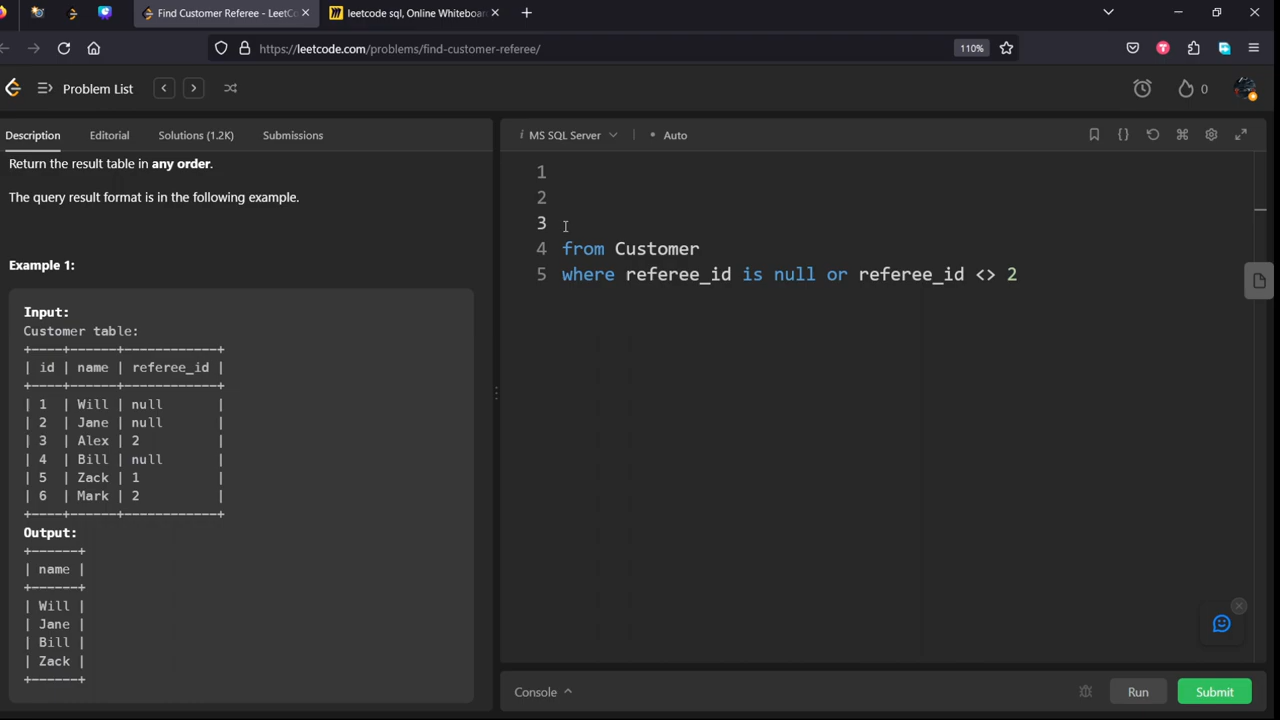 Find Customer Referee - LeetC
leetcode sql, Online Whiteboard
https://leetcode.com/problems/find-customer-referee/
110%
Problem List
0
Description Editorial Solutions (1.2K) Submissions
MS SQL Server
Auto
Return the result table in any order.
The query result format is in the following example.
Example 1:
Input:
Customer table:
+----+------+------------+
| id | name | referee_id |
+----+------+------------+
| 1 | Will | null |
| 2 | Jane | null |
| 3 | Alex | 2 |
| 4 | Bill | null |
| 5 | Zack | 1 |
| 6 | Mark | 2 |
+----+------+------------+
Output:
+------+
| name |
+------+
| Will |
| Jane |
| Bill |
| Zack |
+------+
1
2
3
4 from Customer
5 where referee_id is null or referee_id <> 2
Console
Run
Submit